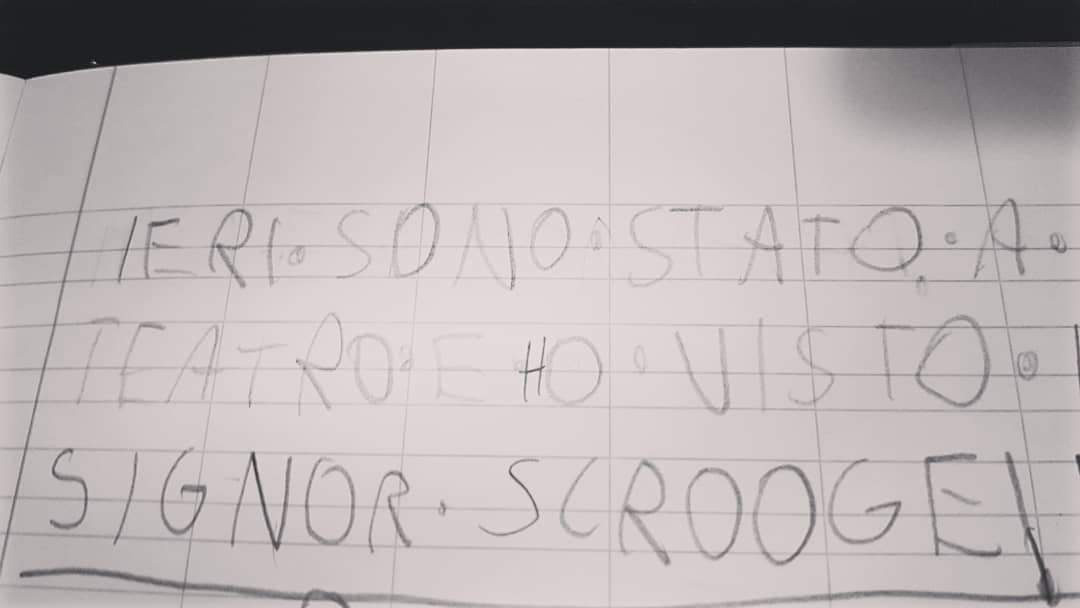 IERI • SONO • STATO • A •
TEATRO • E HO • VISTO •
SIGNOR • SCROOGE